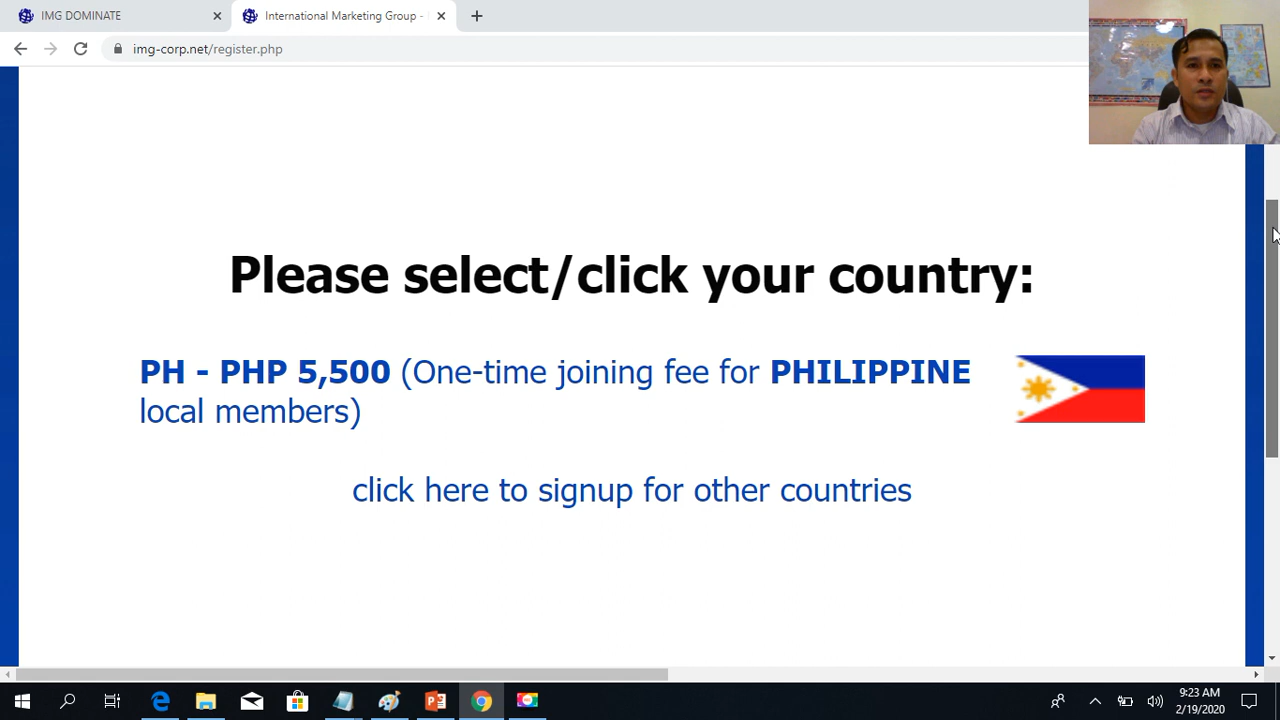 IMG DOMINATE
International Marketing Group -
img-corp.net/register.php
Please select/click your country:
PH - PHP 5,500 (One-time joining fee for PHILIPPINE
local members)
click here to signup for other countries
9:23 AM
2/19/2020